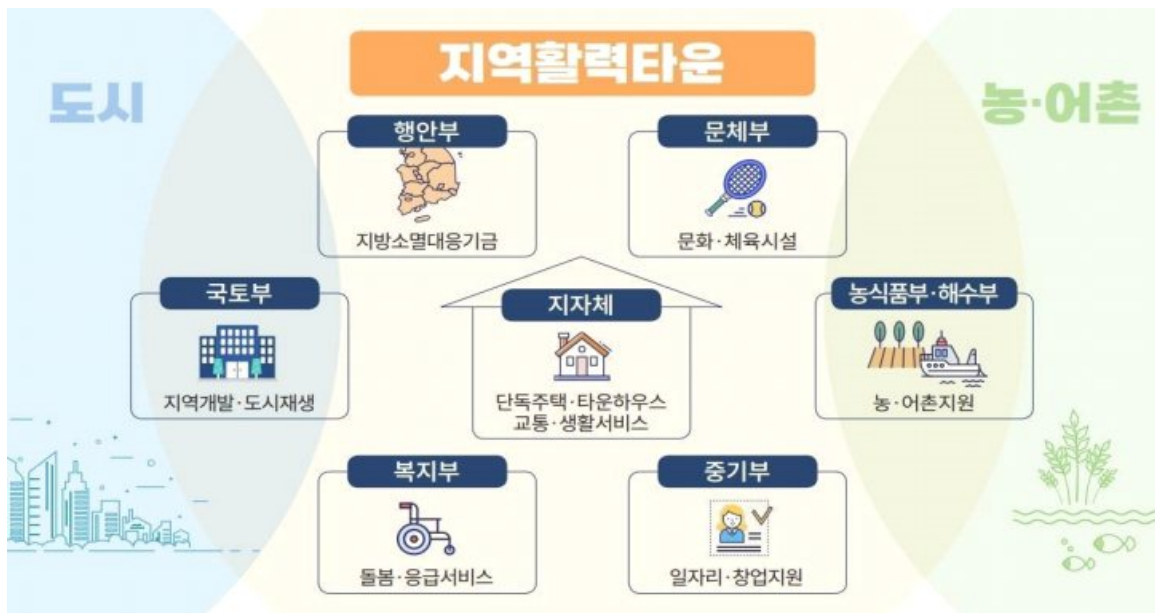 지역활력타운
도시
농·어촌
행안부
지방소멸대응기금
문체부
문화·체육시설
국토부
지역개발·도시재생
지자체
단독주택·타운하우스
교통·생활서비스
농식품부·해수부
농·어촌지원
복지부
돌봄·응급서비스
중기부
일자리·창업지원